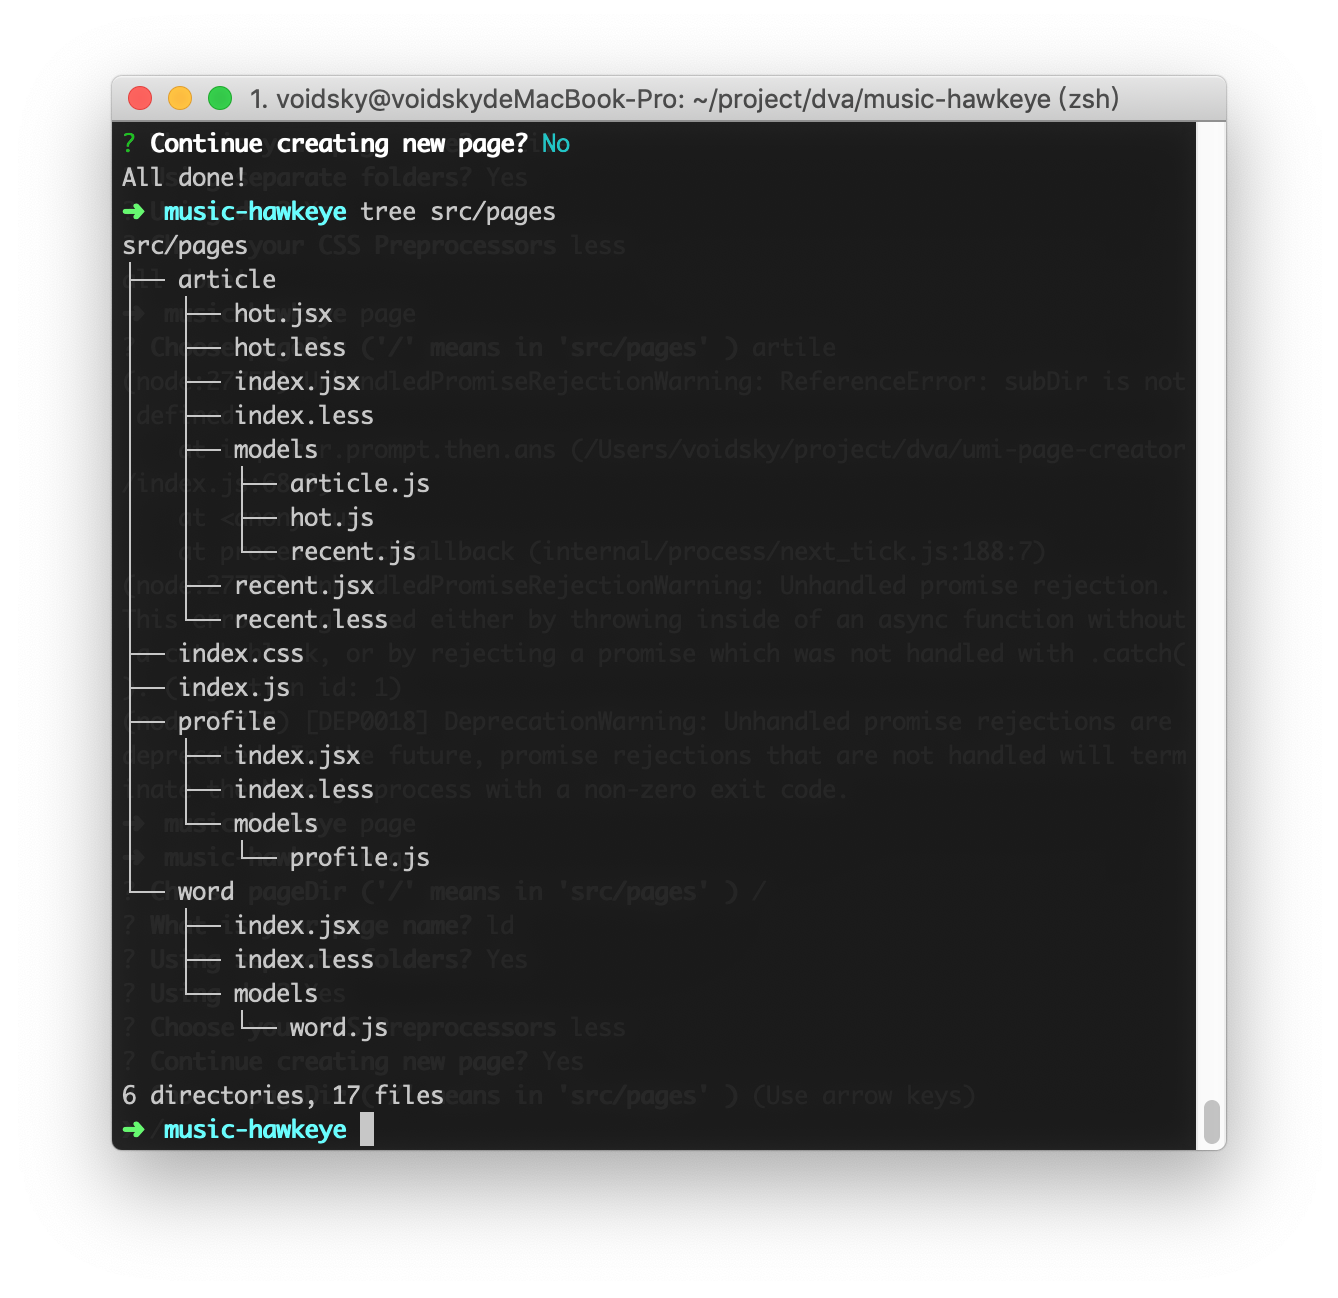 1. voidsky@voidskydeMacBook-Pro: ~/project/dva/music-hawkeye (zsh)
? Continue creating new page? No
All done!
➜  music-hawkeye tree src/pages
src/pages
├── article
│   ├── hot.jsx
│   ├── hot.less
│   ├── index.jsx
│   ├── index.less
│   ├── models
│   │   ├── article.js
│   │   ├── hot.js
│   │   └── recent.js
│   ├── recent.jsx
│   └── recent.less
├── index.css
├── index.js
├── profile
│   ├── index.jsx
│   ├── index.less
│   └── models
│       └── profile.js
└── word
    ├── index.jsx
    ├── index.less
    └── models
        └── word.js
6 directories, 17 files
➜  music-hawkeye